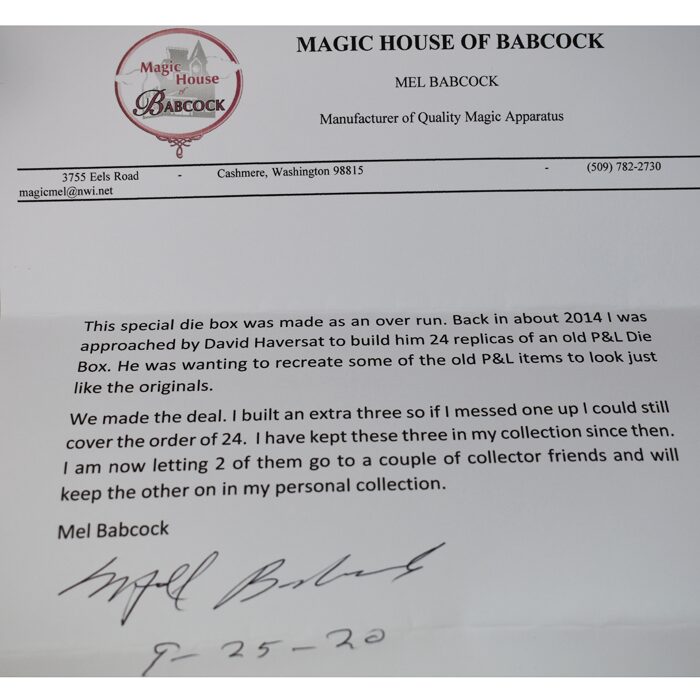 Magic
House
of
BABCOCK
MAGIC HOUSE OF BABCOCK
MEL BABCOCK
Manufacturer of Quality Magic Apparatus
3755 Eels Road - Cashmere, Washington 98815 - (509) 782-2730
magicmel@nwi.net
This special die box was made as an over run. Back in about 2014 I was
approached by David Haversat to build him 24 replicas of an old P&L Die
Box. He was wanting to recreate some of the old P&L items to look just
like the originals.
We made the deal. I built an extra three so if I messed one up I could still
cover the order of 24. I have kept these three in my collection since then.
I am now letting 2 of them go to a couple of collector friends and will
keep the other on in my personal collection.
Mel Babcock
Mel Babcock
9-25-20